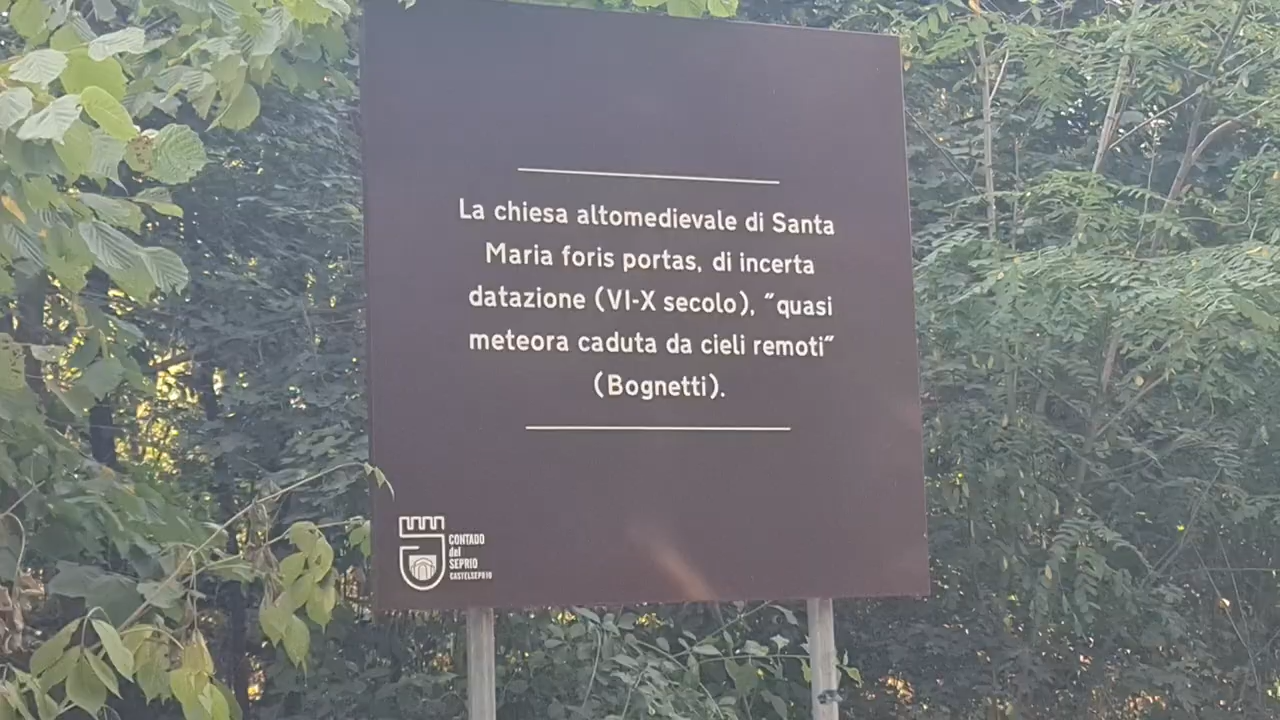 La chiesa altomedievale di Santa
Maria foris portas, di incerta
datazione (VI-X secolo), "quasi
meteora caduta da cieli remoti"
(Bognetti).
CONTADO
del
SEPRIO
CASTELSEPRIO